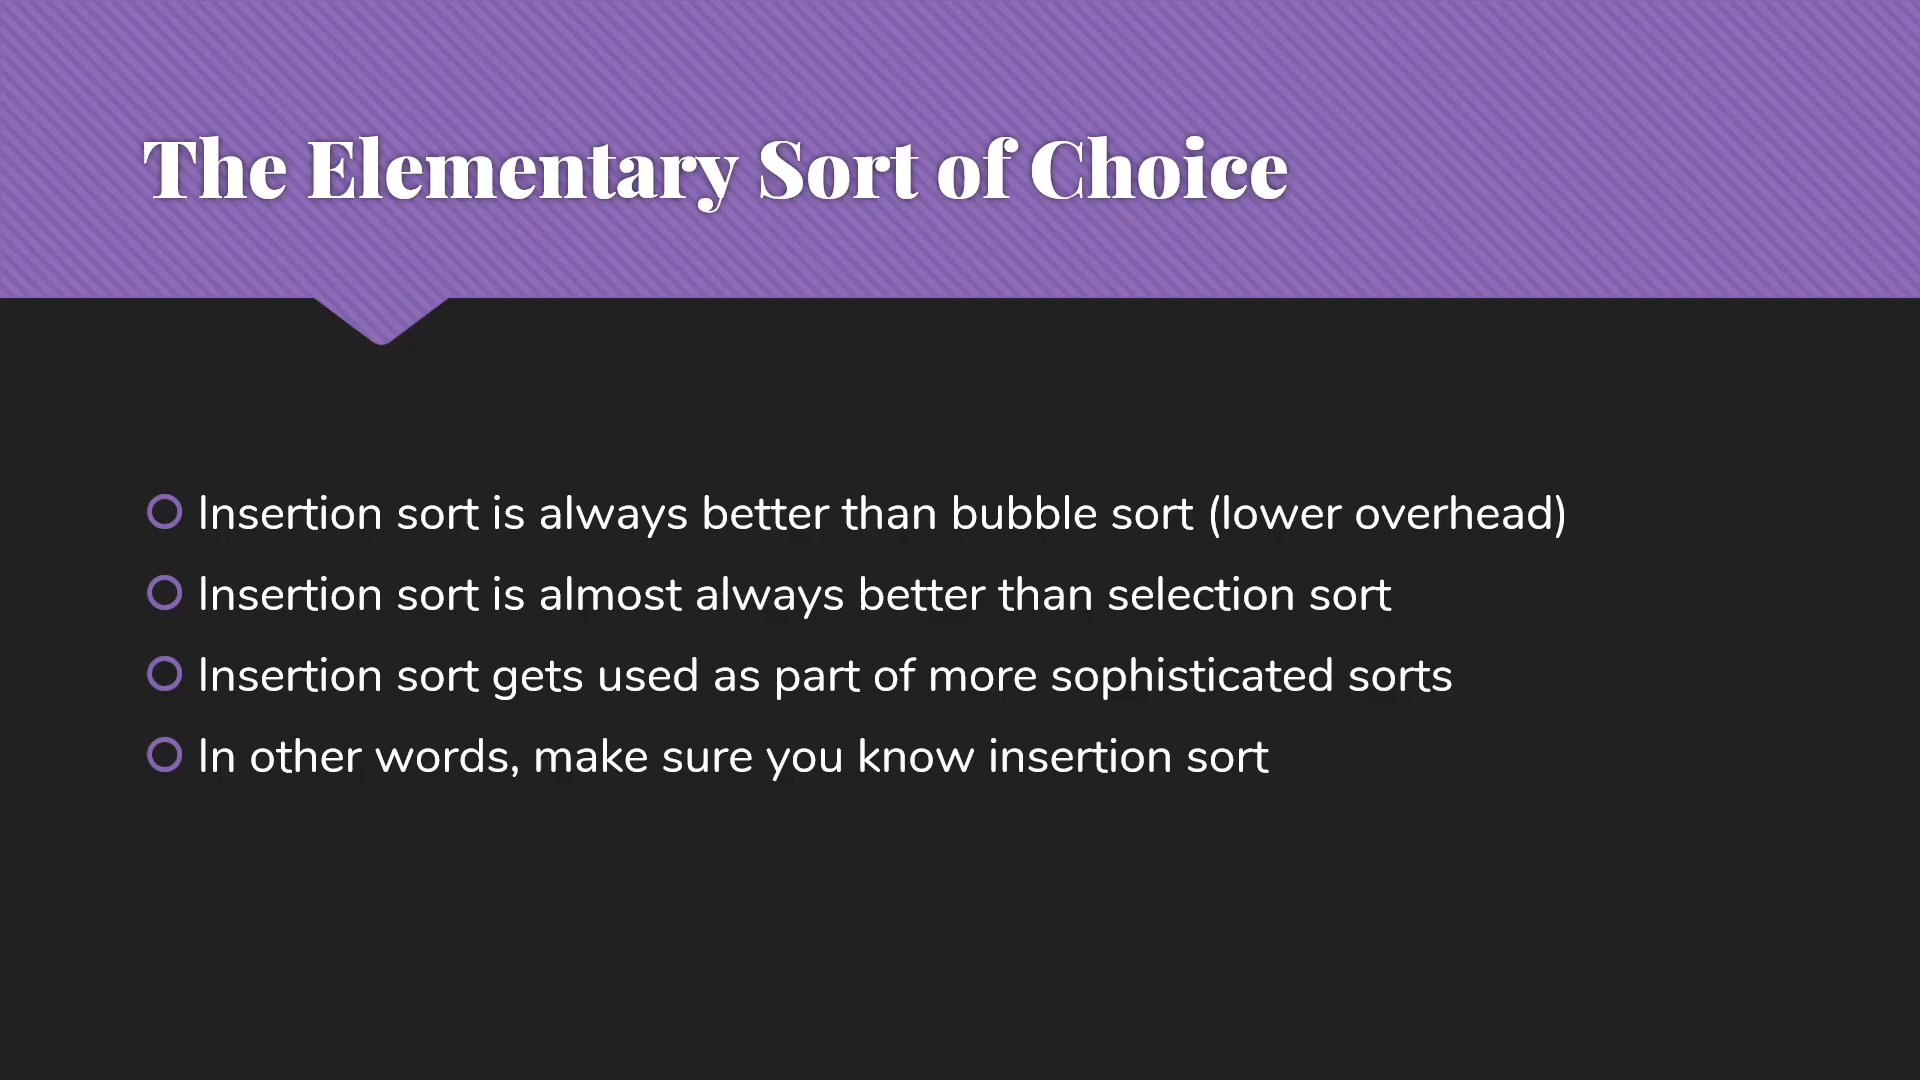 The Elementary Sort of Choice
Insertion sort is always better than bubble sort (lower overhead)
Insertion sort is almost always better than selection sort
Insertion sort gets used as part of more sophisticated sorts
In other words, make sure you know insertion sort